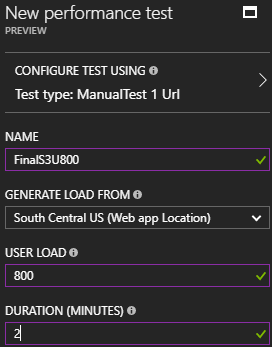 New performance test
PREVIEW
CONFIGURE TEST USING
Test type: ManualTest 1 Url
NAME
FinalS3U800
GENERATE LOAD FROM
South Central US (Web app Location)
USER LOAD
800
DURATION (MINUTES)
2